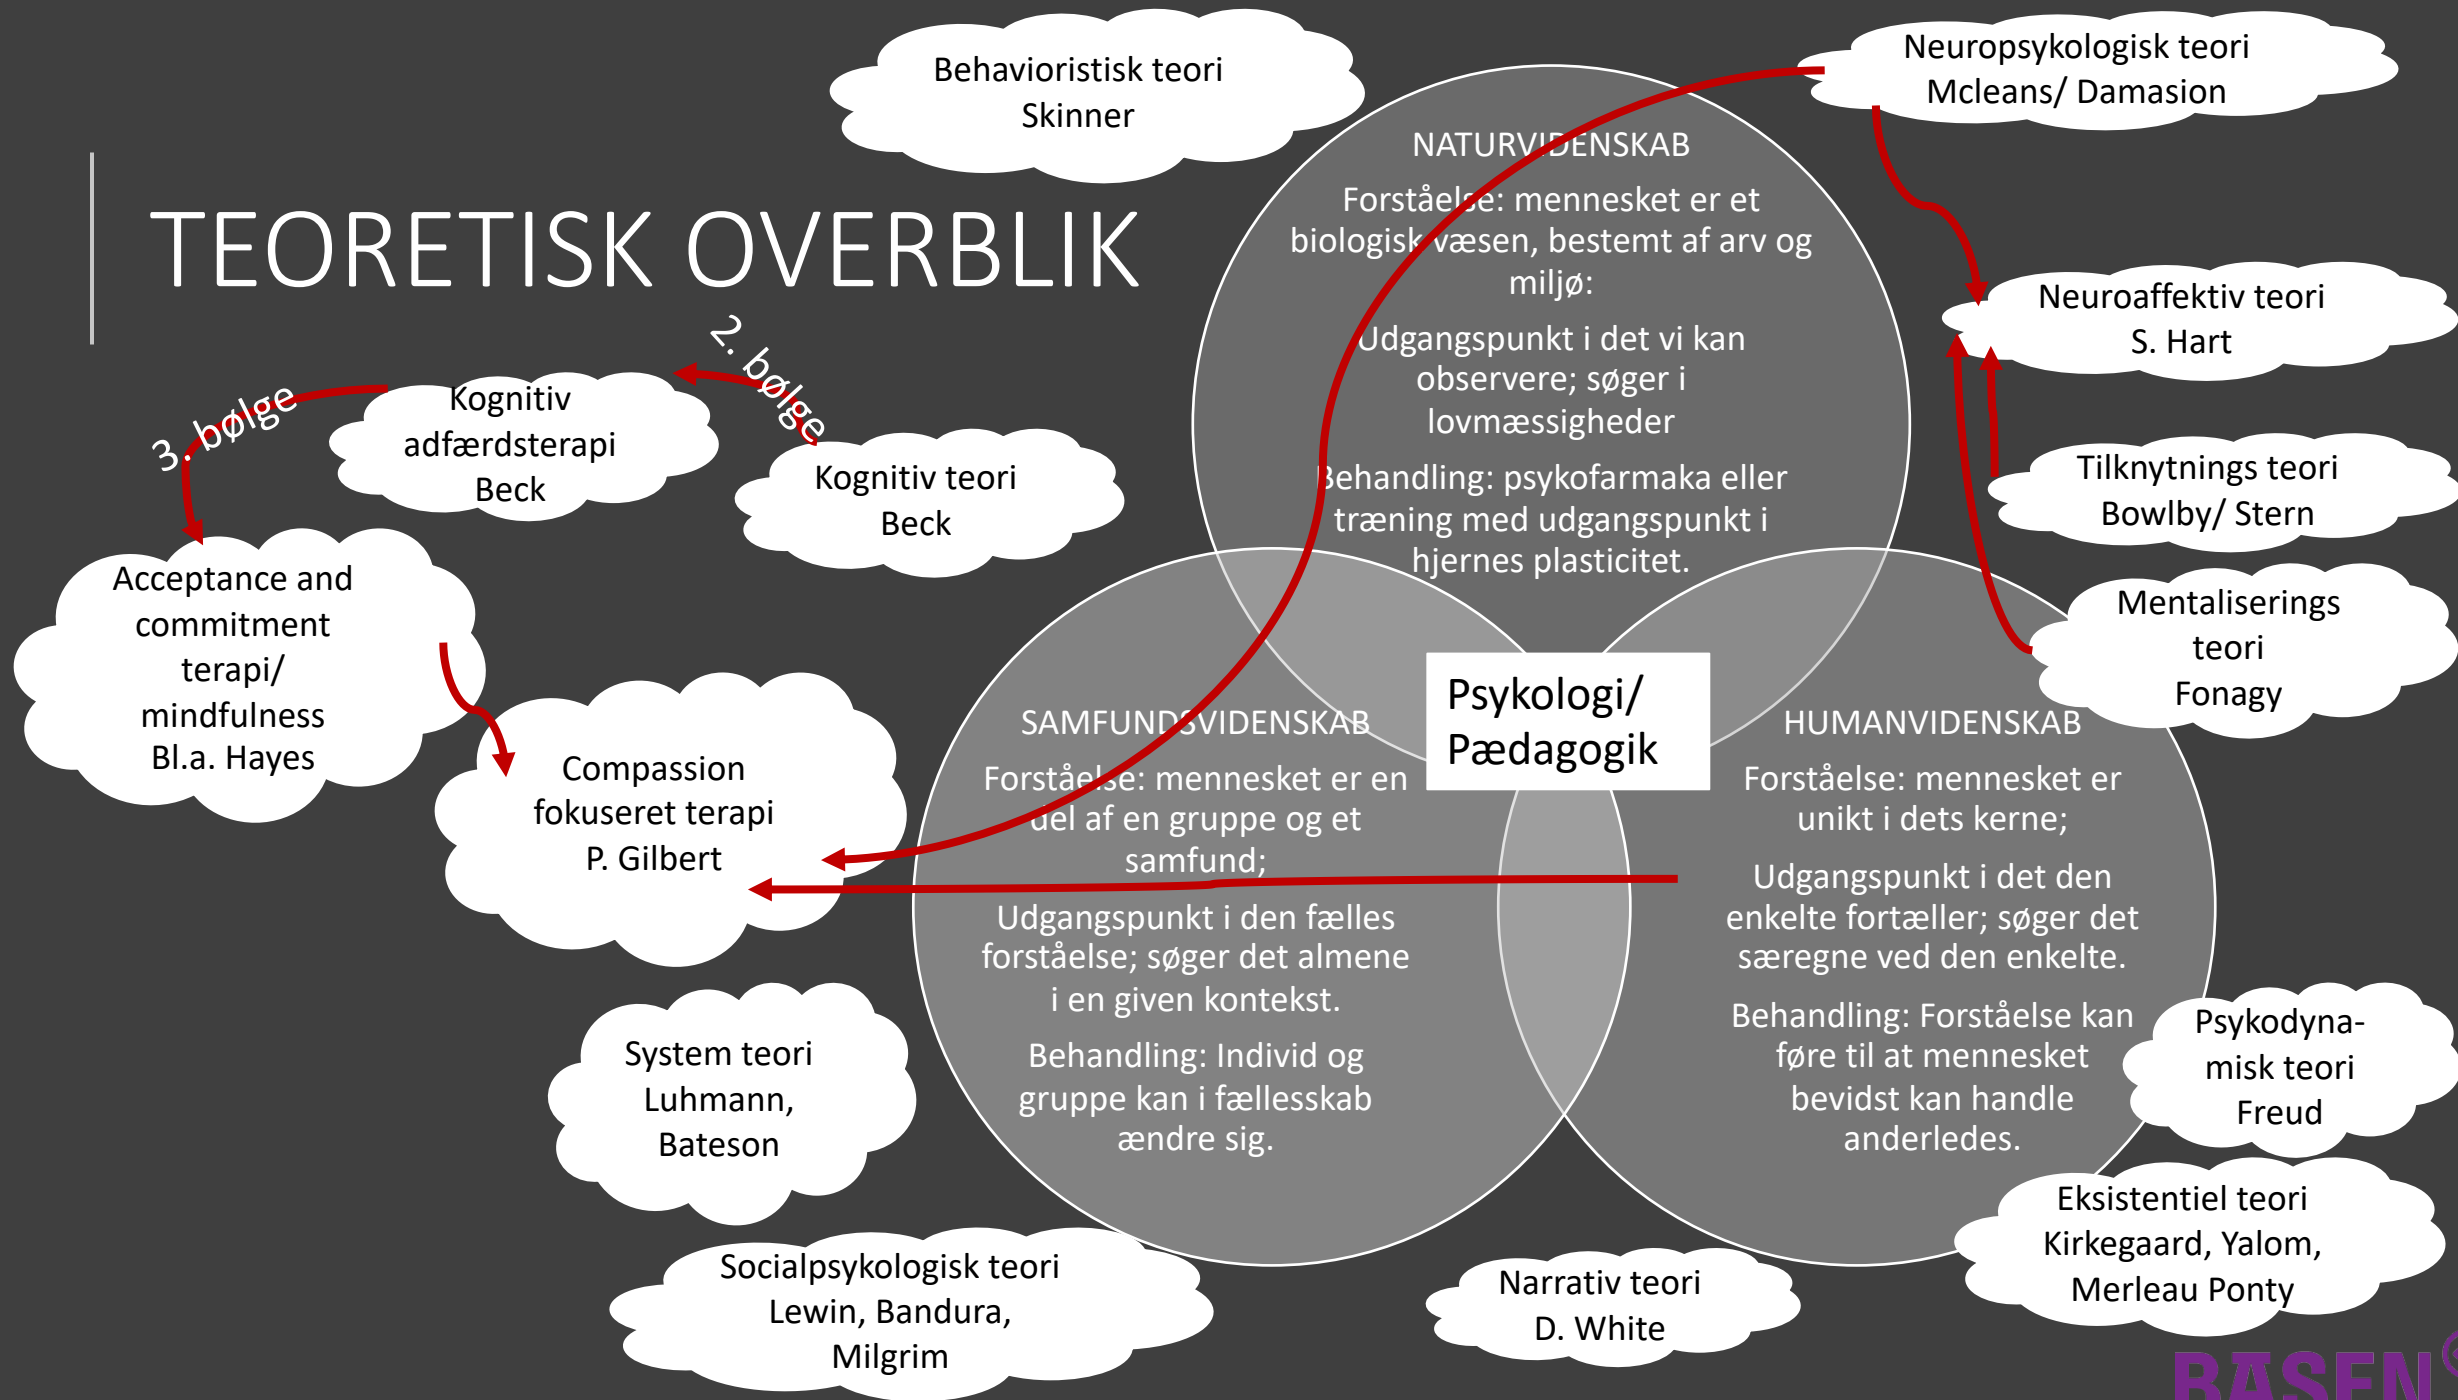 TEORETISK OVERBLIK
Behavioristisk teori
Skinner
Neuropsykologisk teori
Mcleans/ Damasion
NATURVIDENSKAB
Forståelse: mennesket er et
biologisk væsen, bestemt af arv og
miljø:
Udgangspunkt i det vi kan
observere; søger i
lovmæssigheder
Behandling: psykofarmaka eller
træning med udgangspunkt i
hjernes plasticitet.
Neuroaffektiv teori
S. Hart
Tilknytnings teori
Bowlby/ Stern
Mentaliserings
teori
Fonagy
2. bølge
3. bølge
Kognitiv
adfærdsterapi
Beck
Kognitiv teori
Beck
Acceptance and
commitment
terapi/
mindfulness
Bl.a. Hayes
Compassion
fokuseret terapi
P. Gilbert
Psykologi/
Pædagogik
SAMFUNDSVIDENSKAB
Forståelse: mennesket er en
del af en gruppe og et
samfund;
Udgangspunkt i den fælles
forståelse; søger det almene
i en given kontekst.
Behandling: Individ og
gruppe kan i fællesskab
ændre sig.
HUMANVIDENSKAB
Forståelse: mennesket er
unikt i dets kerne;
Udgangspunkt i det den
enkelte fortæller; søger det
særegne ved den enkelte.
Behandling: Forståelse kan
føre til at mennesket
bevidst kan handle
anderledes.
System teori
Luhmann,
Bateson
Psykodyna-
misk teori
Freud
Eksistentiel teori
Kirkegaard, Yalom,
Merleau Ponty
Socialpsykologisk teori
Lewin, Bandura,
Milgrim
Narrativ teori
D. White
BASEN